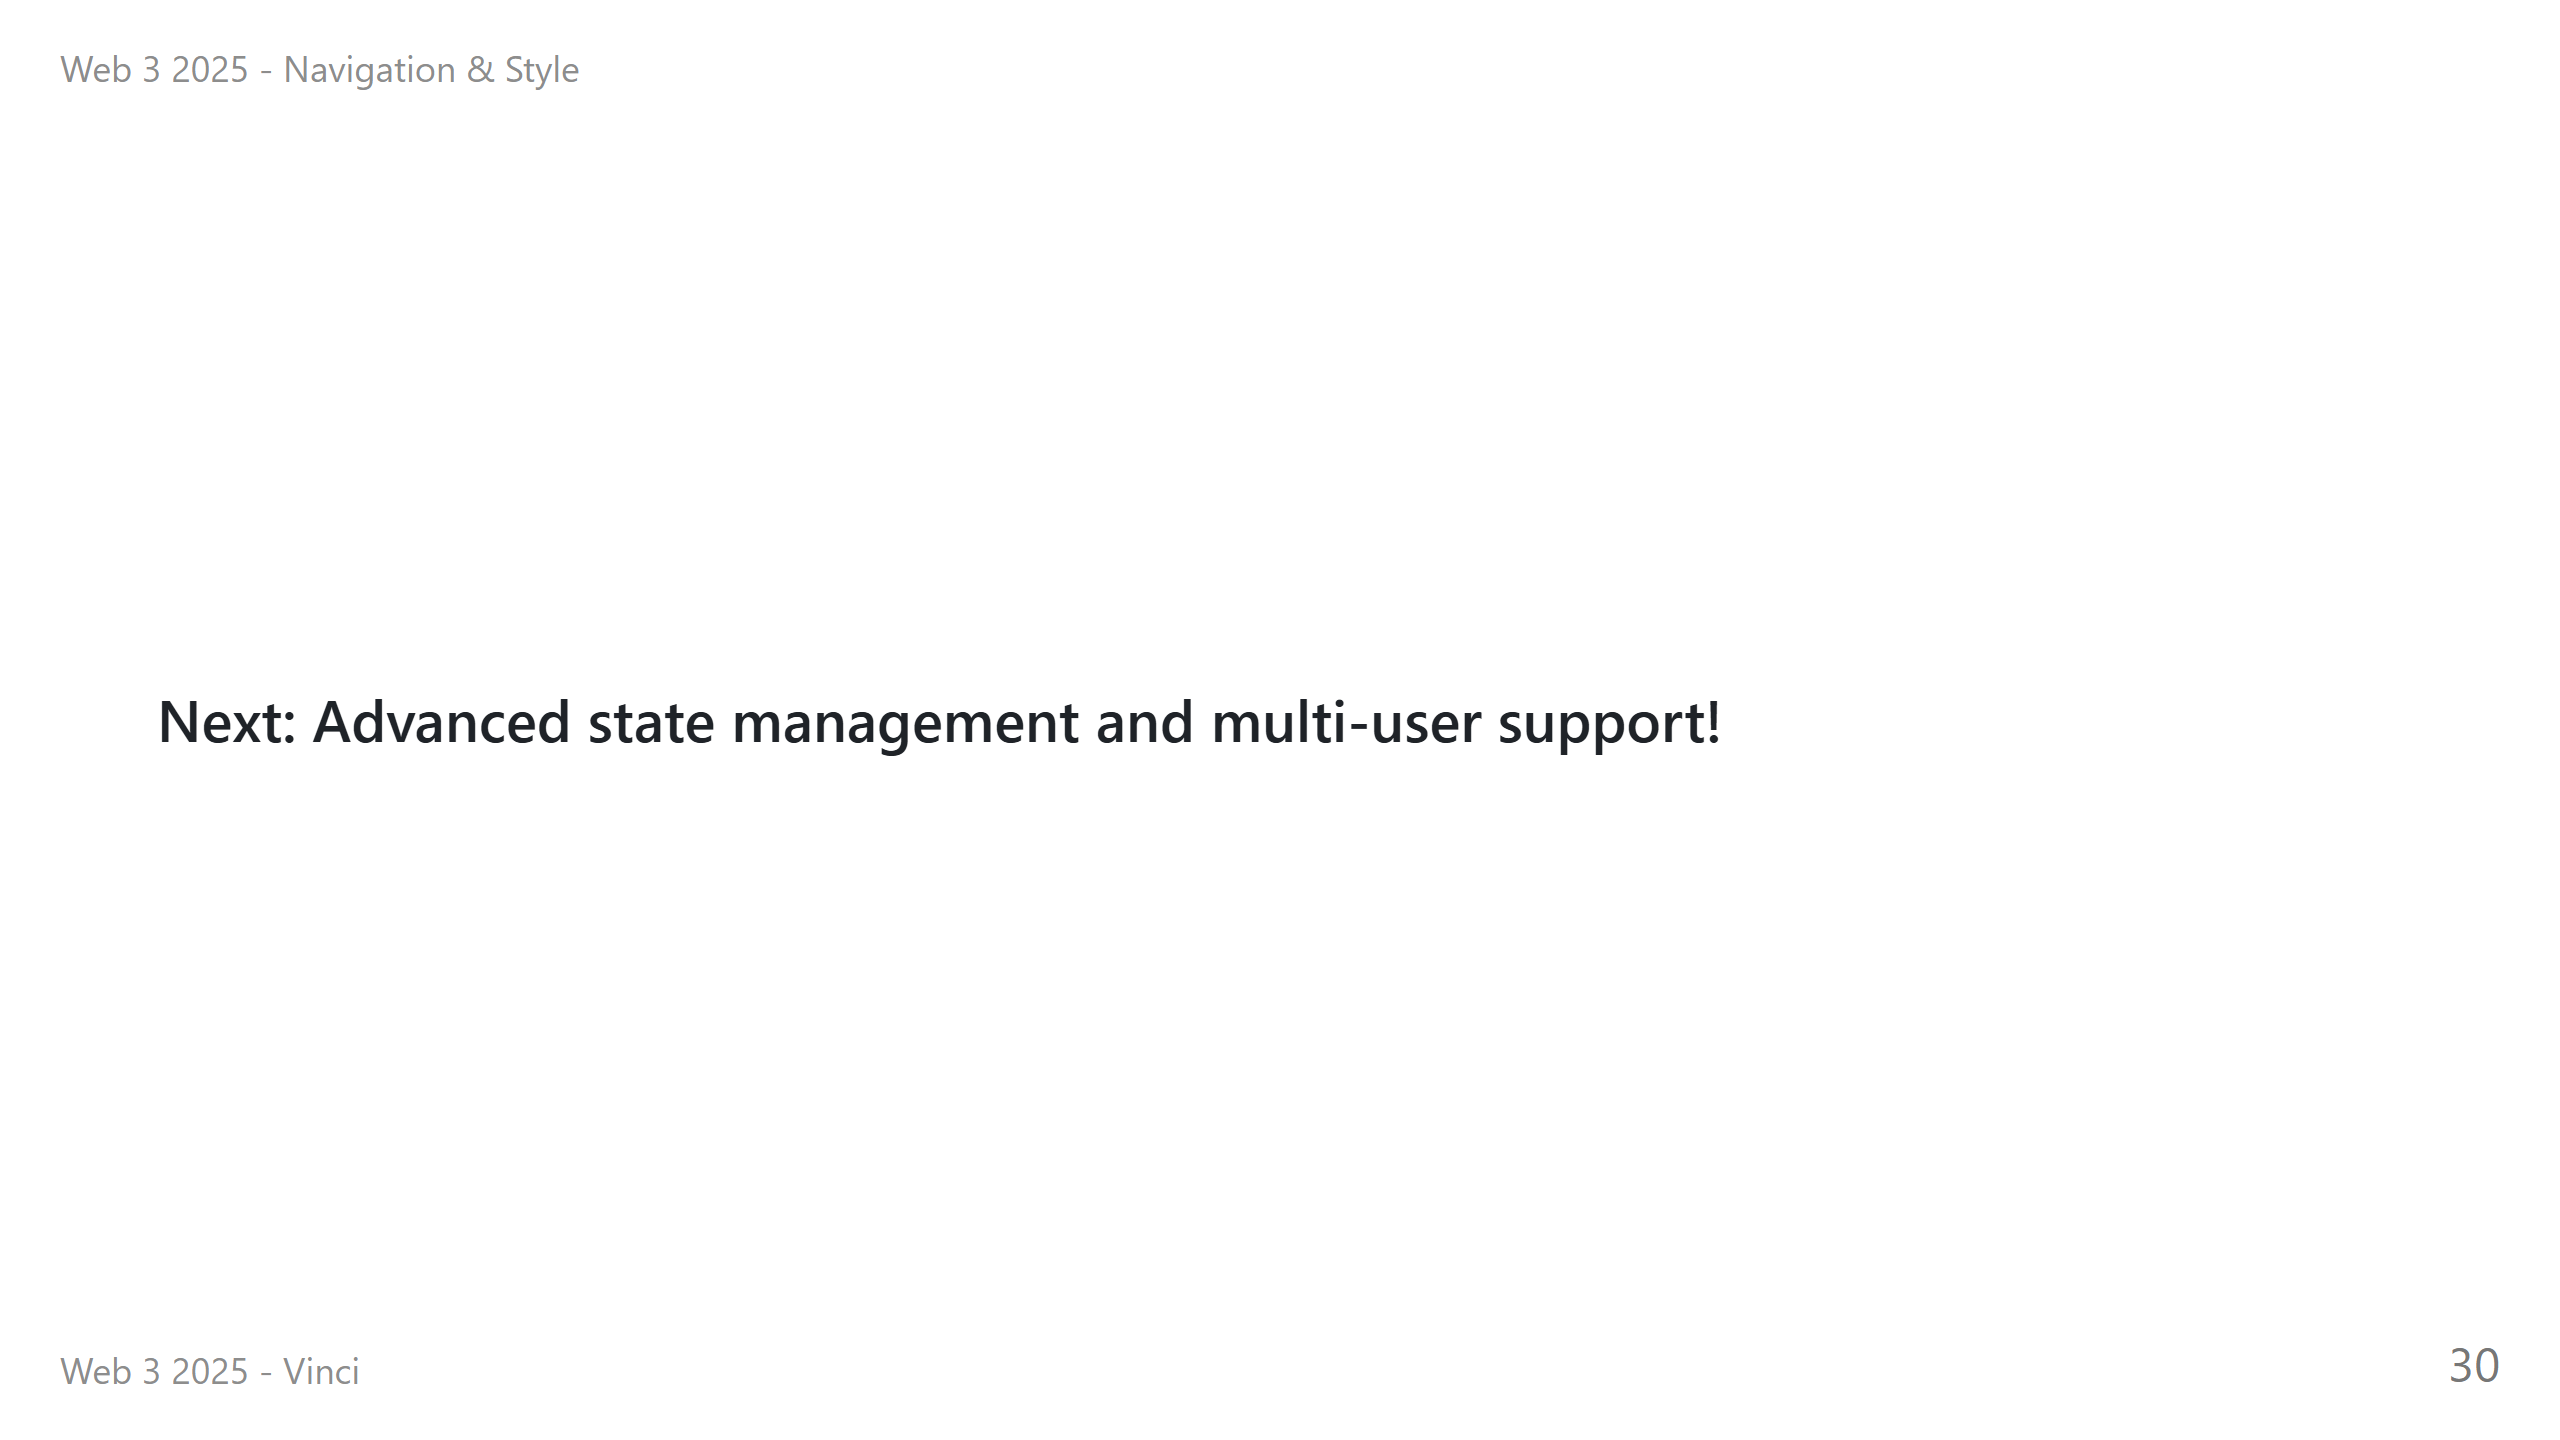 Web 3 2025 - Navigation & Style
Next: Advanced state management and multi-user support!
Web 3 2025 - Vinci
30